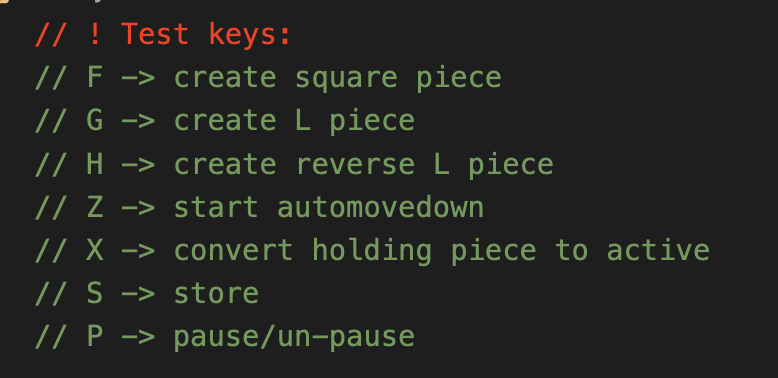 // ! Test keys:
// F -> create square piece
// G -> create L piece
// H -> create reverse L piece
// Z -> start automovedown
// X -> convert holding piece to active
// S -> store
// P -> pause/un-pause